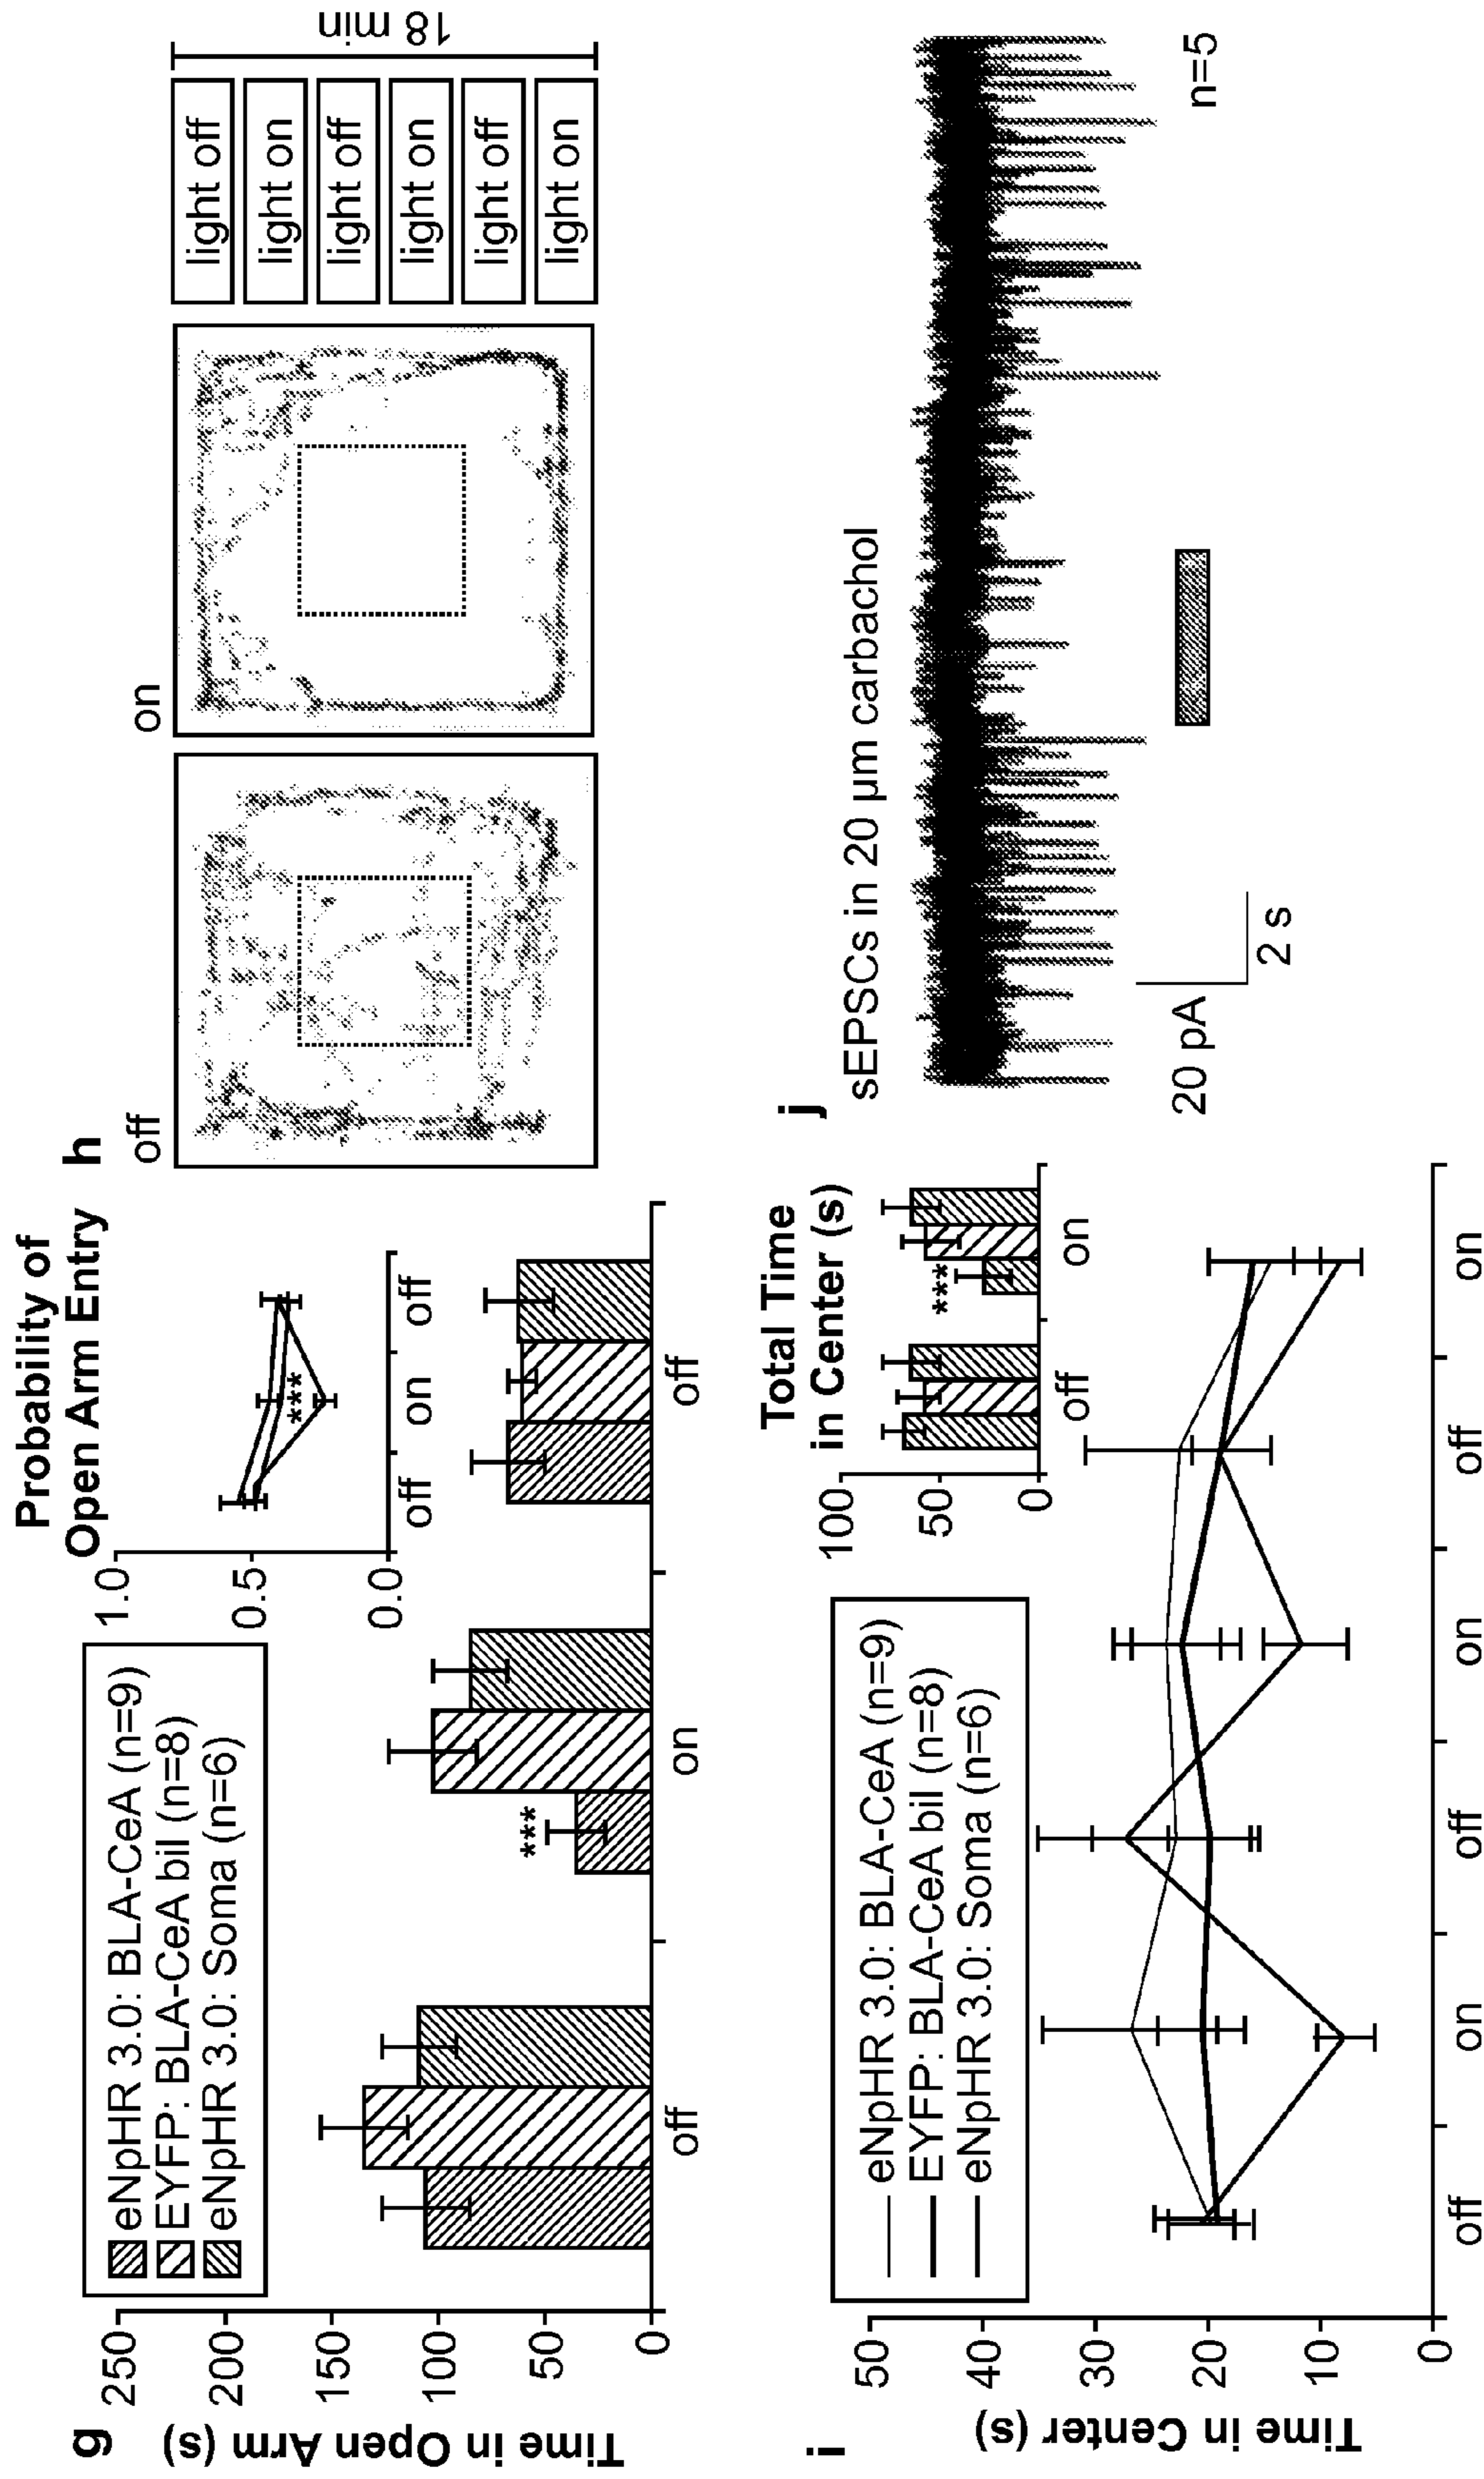 g
Time in Open Arm (s)
250
200
150
100
50
0
eNpHR 3.0: BLA-CeA (n=9)
EYFP: BLA-CeA bil (n=8)
eNpHR 3.0: Soma (n=6)
***
off
on
off
Probability of
Open Arm Entry
1.0
0.5
0.0
***
off
on
off
h
off
on
light off
light on
light off
light on
light off
light on
18 min
i
Time in Center (s)
50
40
30
20
10
0
eNpHR 3.0: BLA-CeA (n=9)
EYFP: BLA-CeA bil (n=8)
eNpHR 3.0: Soma (n=6)
off
on
off
on
off
on
Total Time
in Center (s)
100
50
0
***
off
on
j
sEPSCs in 20 µm carbachol
20 pA
2 s
n=5